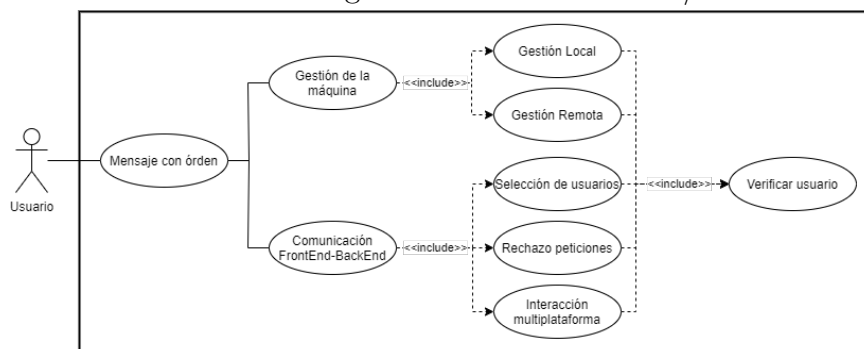 Gestión Local
Gestión de la
máquina
<<include>>
Gestión Remota
Mensaje con órden
Usuario
Selección de usuarios
<<include>>
Verificar usuario
Comunicación
FrontEnd-BackEnd
<<include>>
Rechazo peticiones
Interacción
multiplataforma